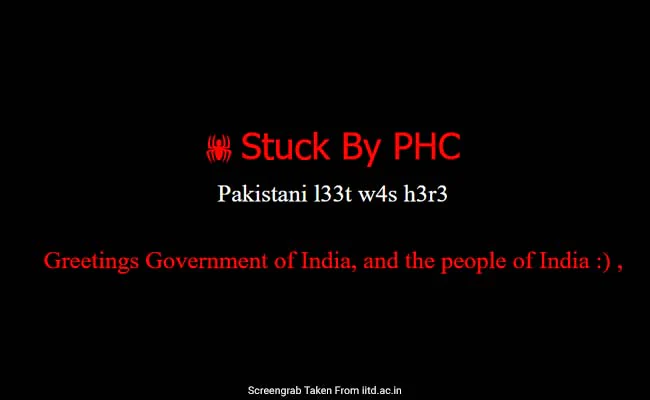 Stuck By PHC
Pakistani l33t w4s h3r3
Greetings Government of India, and the people of India :) ,
Screengrab Taken From iitd.ac.in